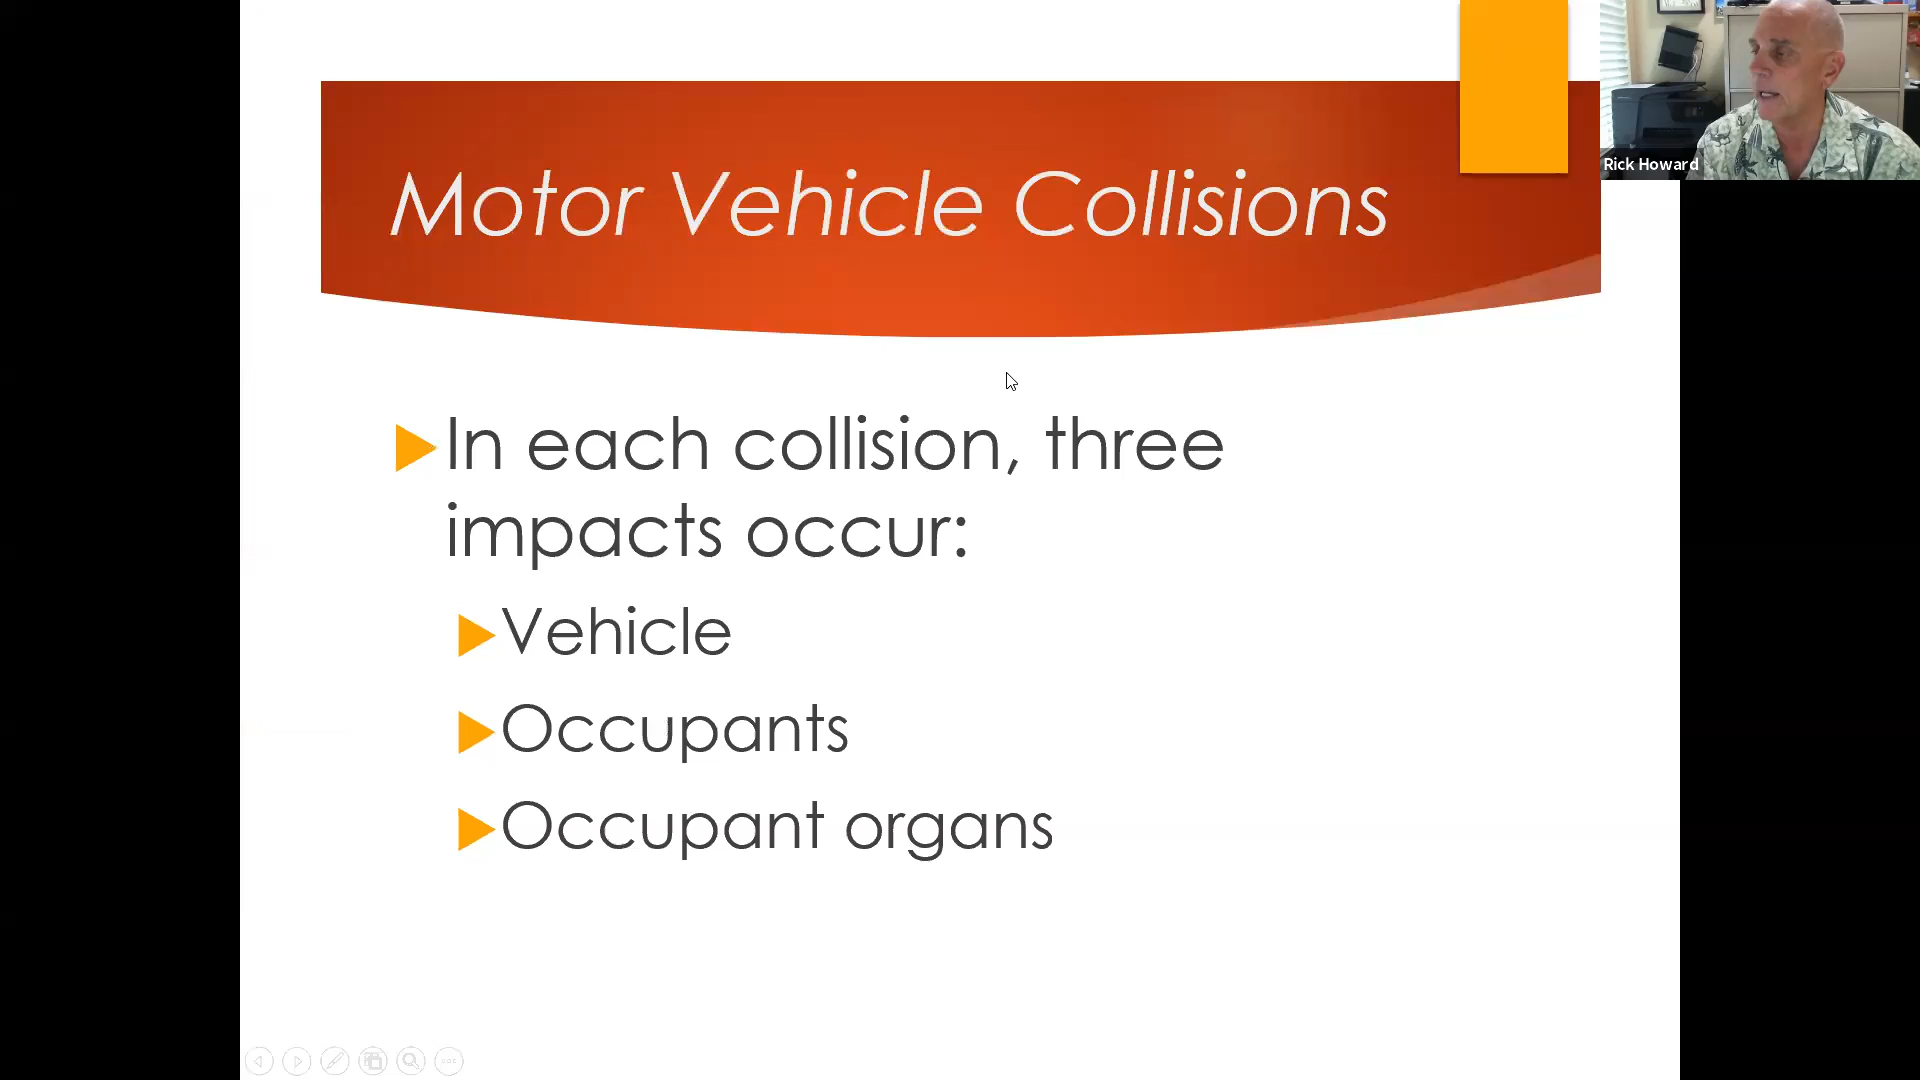 Motor Vehicle Collisions
Rick Howard
In each collision, three
impacts occur:
Vehicle
Occupants
Occupant organs